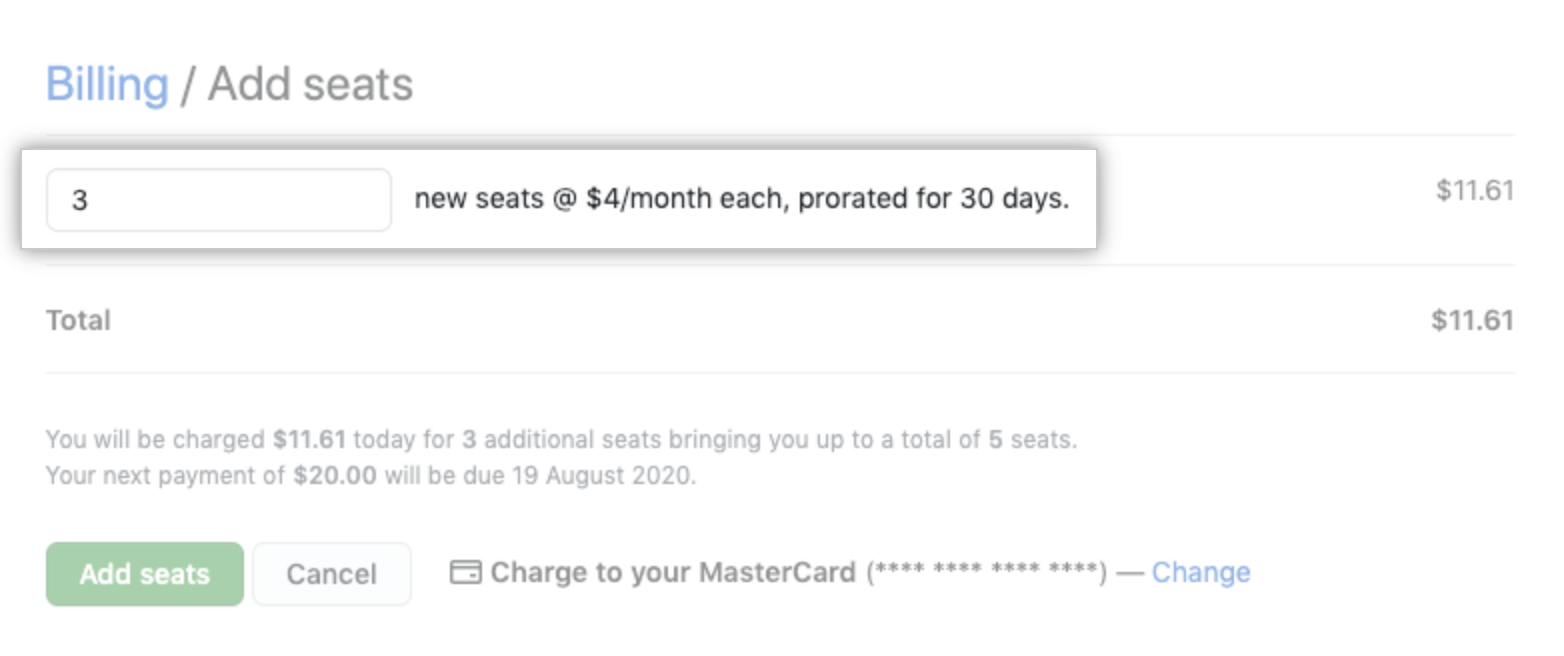 Billing / Add seats
3 new seats @ $4/month each, prorated for 30 days. $11.61
Total $11.61
You will be charged $11.61 today for 3 additional seats bringing you up to a total of 5 seats.
Your next payment of $20.00 will be due 19 August 2020.
Add seats Cancel Charge to your MasterCard (**** **** **** ****) — Change